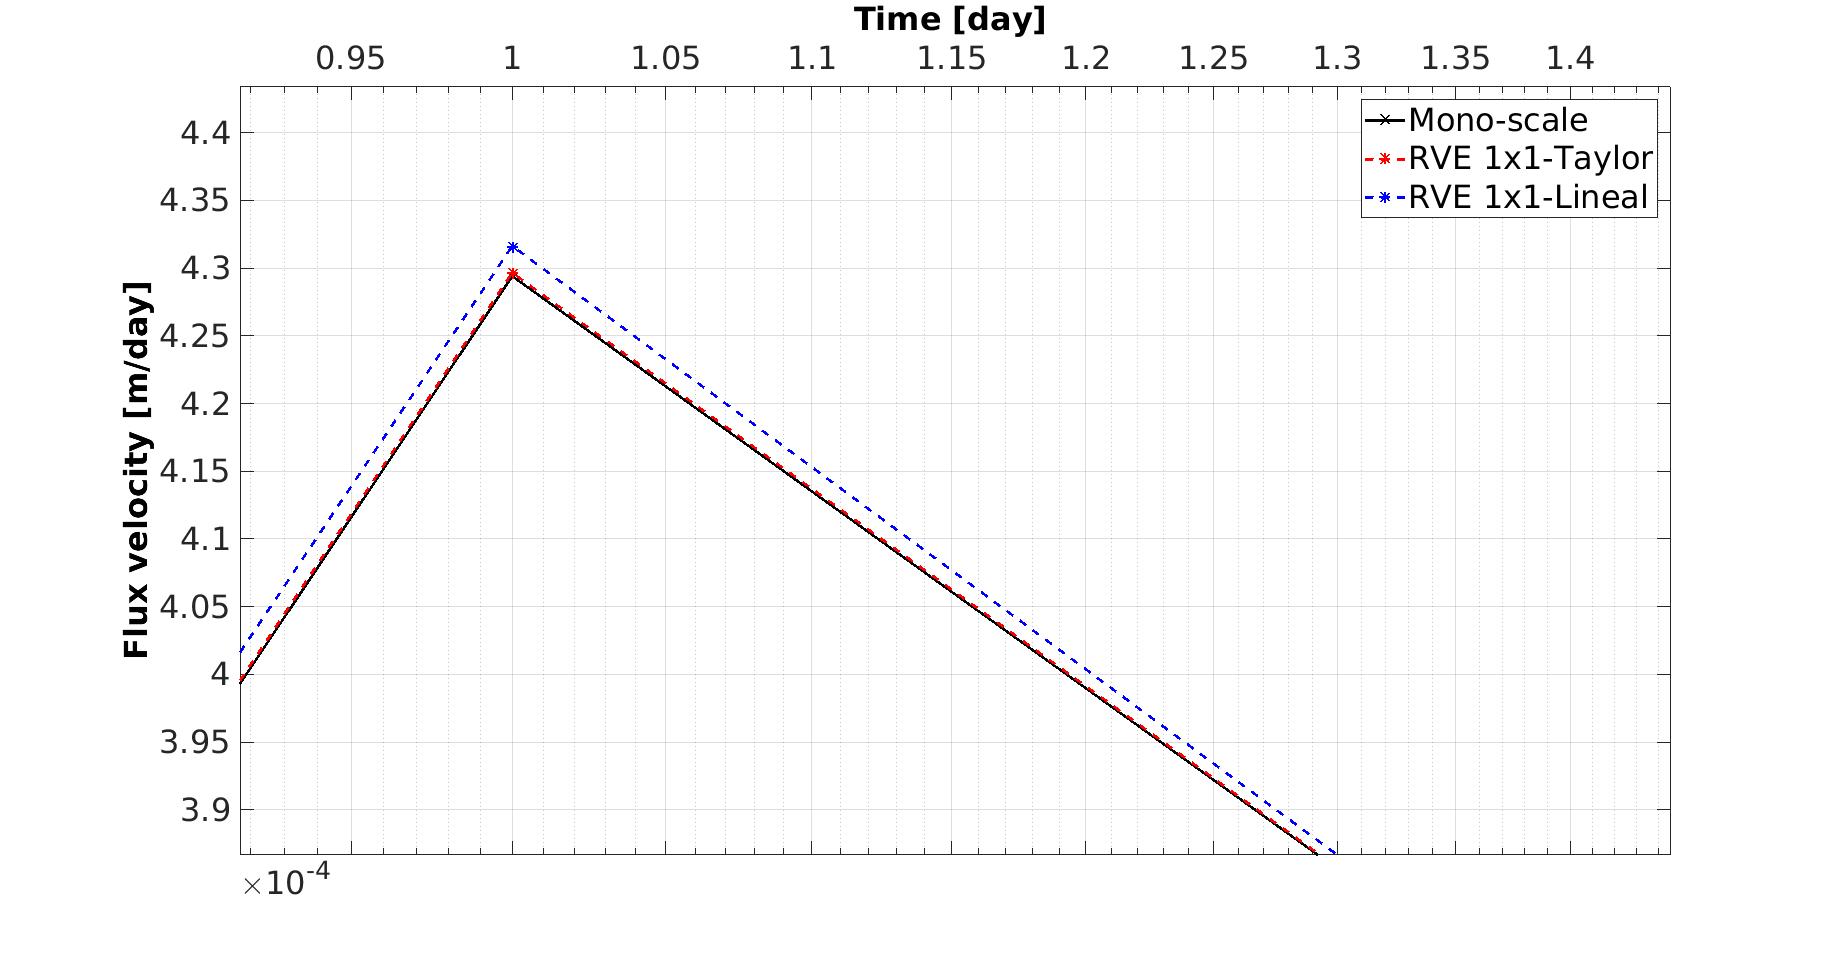 Time [day]
0.95 1 1.05 1.1 1.15 1.2 1.25 1.3 1.35 1.4
Mono-scale
RVE 1x1-Taylor
RVE 1x1-Lineal
Flux velocity [m/day]
4.4
4.35
4.3
4.25
4.2
4.15
4.1
4.05
4
3.95
3.9
×10⁻⁴